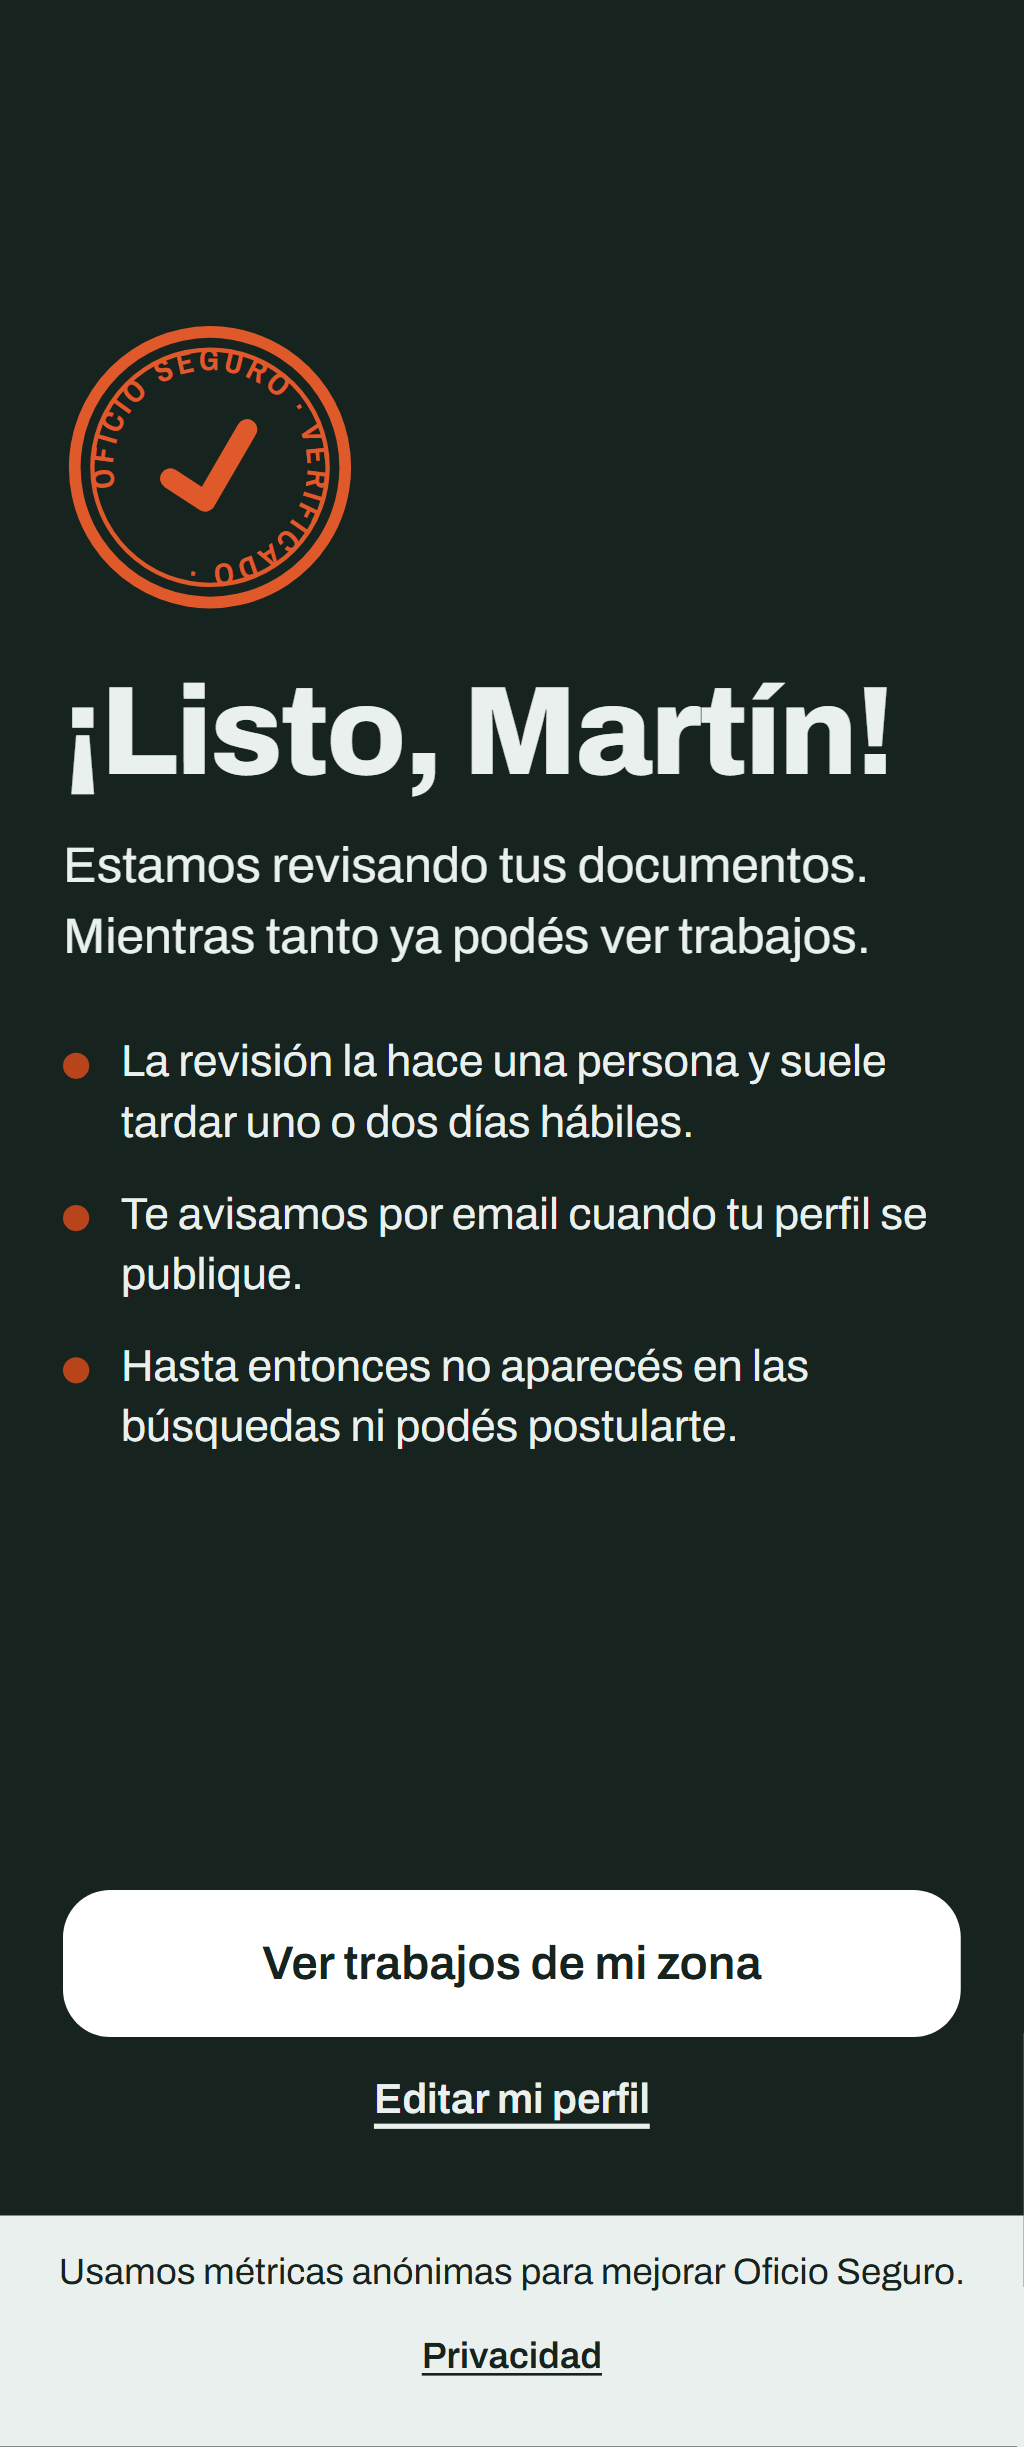 OFICIO SEGURO · VERIFICADO ·
¡Listo, Martín!
Estamos revisando tus documentos.
Mientras tanto ya podés ver trabajos.
La revisión la hace una persona y suele
tardar uno o dos días hábiles.
Te avisamos por email cuando tu perfil se
publique.
Hasta entonces no aparecés en las
búsquedas ni podés postularte.
Ver trabajos de mi zona
Editar mi perfil
Usamos métricas anónimas para mejorar Oficio Seguro.
Privacidad